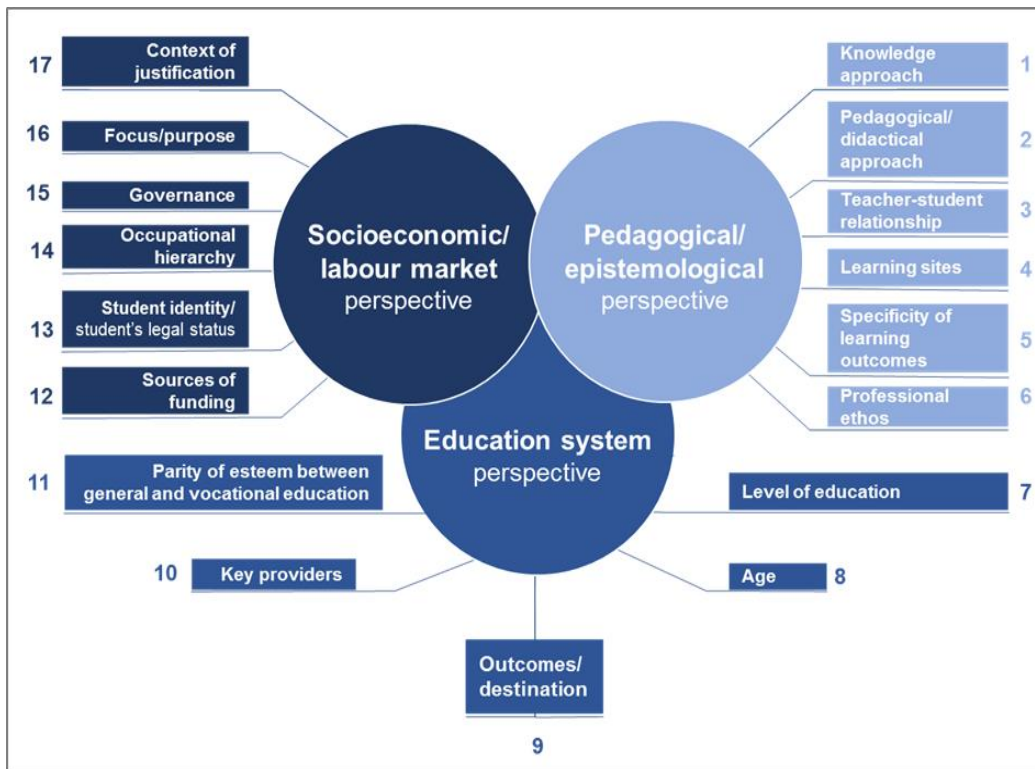 17
Context of
justification
16
Focus/purpose
15
Governance
14
Occupational
hierarchy
13
Student identity/
student's legal status
12
Sources of
funding
Socioeconomic/
labour market
perspective
Pedagogical/
epistemological
perspective
Education system
perspective
Knowledge
approach
1
Pedagogical/
didactical
approach
2
Teacher-student
relationship
3
Learning sites
4
Specificity of
learning
outcomes
5
Professional
ethos
6
11
Parity of esteem between
general and vocational education
Level of education
7
10
Key providers
Age
8
Outcomes/
destination
9